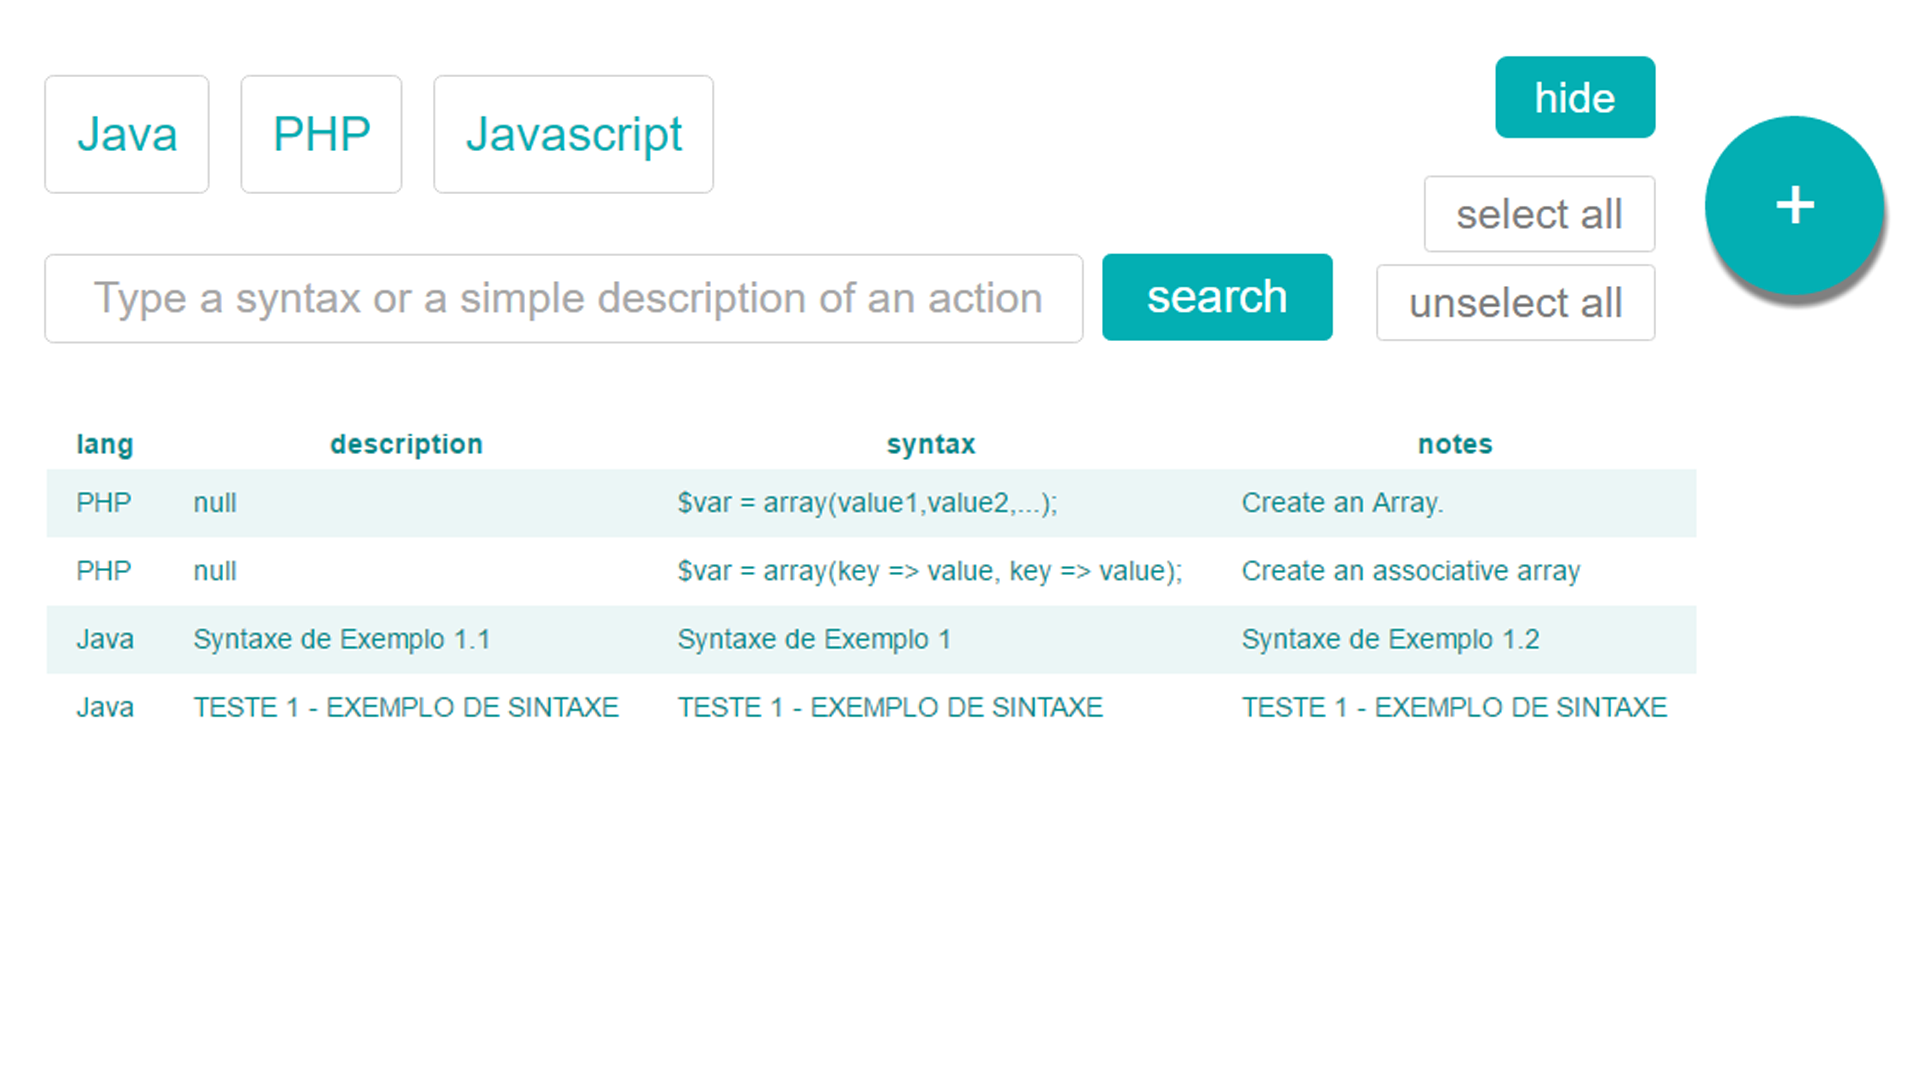 Java PHP Javascript
hide
+
select all
Type a syntax or a simple description of an action search
unselect all
lang description syntax notes
PHP null $var = array(value1,value2,...); Create an Array.
PHP null $var = array(key => value, key => value); Create an associative array
Java Syntaxe de Exemplo 1.1 Syntaxe de Exemplo 1 Syntaxe de Exemplo 1.2
Java TESTE 1 - EXEMPLO DE SINTAXE TESTE 1 - EXEMPLO DE SINTAXE TESTE 1 - EXEMPLO DE SINTAXE